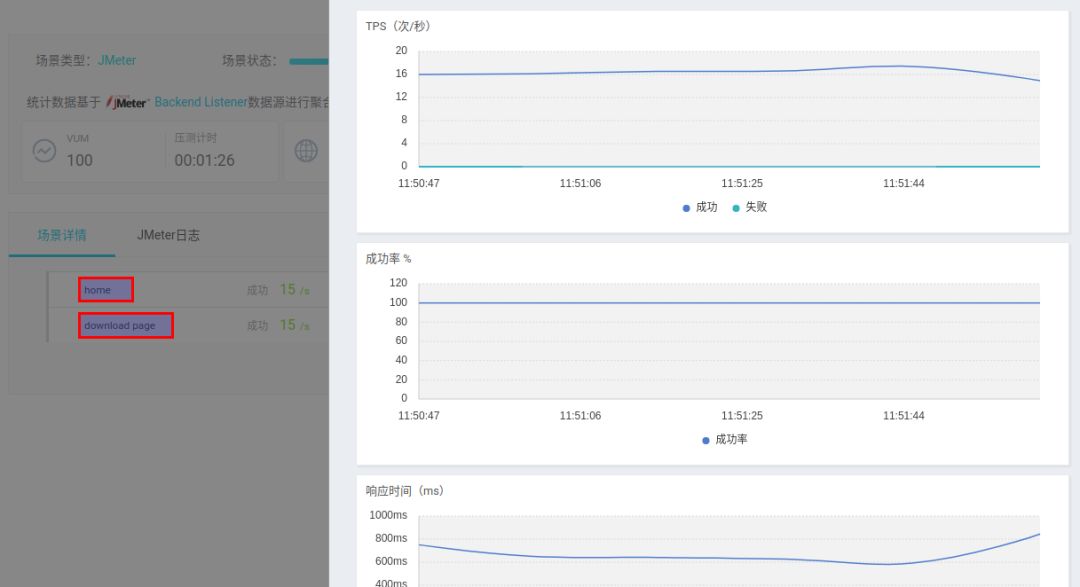 场景类型：JMeter
场景状态：
统计数据基于 JMeter Backend Listener数据源进行聚合
VUM
100
压测计时
00:01:26
场景详情
JMeter日志
home
成功 15 /s
download page
成功 15 /s
TPS（次/秒）
20
16
12
8
4
0
11:50:47
11:51:06
11:51:25
11:51:44
成功
失败
成功率 %
120
100
80
60
40
20
0
11:50:47
11:51:06
11:51:25
11:51:44
成功率
响应时间（ms）
1000ms
800ms
600ms
400ms